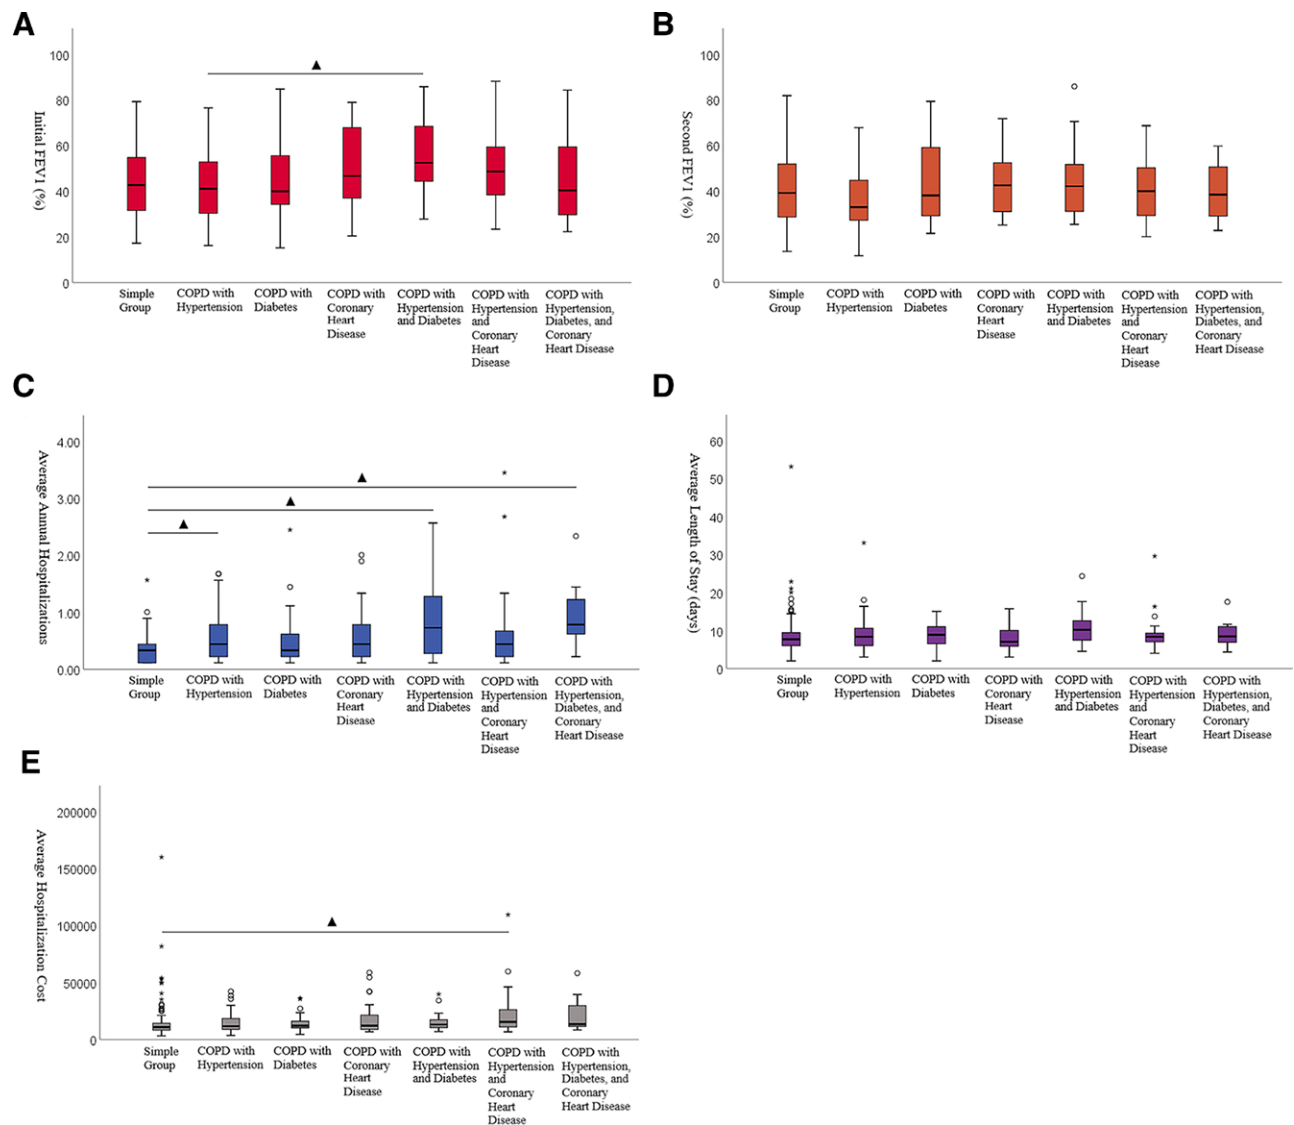 A
Initial FEV1 (%)
100
80
60
40
20
0
Simple
Group
COPD with
Hypertension
COPD with
Diabetes
COPD with
Coronary
Heart
Disease
COPD with
Hypertension
and Diabetes
COPD with
Hypertension
and
Coronary
Heart
Disease
COPD with
Hypertension,
Diabetes, and
Coronary
Heart Disease
B
Second FEV1 (%)
100
80
60
40
20
0
Simple
Group
COPD with
Hypertension
COPD with
Diabetes
COPD with
Coronary
Heart
Disease
COPD with
Hypertension
and Diabetes
COPD with
Hypertension
and
Coronary
Heart
Disease
COPD with
Hypertension,
Diabetes, and
Coronary
Heart Disease
C
Average Annual Hospitalizations
4.00
3.00
2.00
1.00
0.00
Simple
Group
COPD with
Hypertension
COPD with
Diabetes
COPD with
Coronary
Heart
Disease
COPD with
Hypertension
and Diabetes
COPD with
Hypertension
and
Coronary
Heart
Disease
COPD with
Hypertension,
Diabetes, and
Coronary
Heart Disease
D
Average Length of Stay (days)
60
50
40
30
20
10
0
Simple
Group
COPD with
Hypertension
COPD with
Diabetes
COPD with
Coronary
Heart
Disease
COPD with
Hypertension
and Diabetes
COPD with
Hypertension
and
Coronary
Heart
Disease
COPD with
Hypertension,
Diabetes, and
Coronary
Heart Disease
E
Average Hospitalization Cost
200000
150000
100000
50000
0
Simple
Group
COPD with
Hypertension
COPD with
Diabetes
COPD with
Coronary
Heart
Disease
COPD with
Hypertension
and Diabetes
COPD with
Hypertension
and
Coronary
Heart
Disease
COPD with
Hypertension,
Diabetes, and
Coronary
Heart Disease